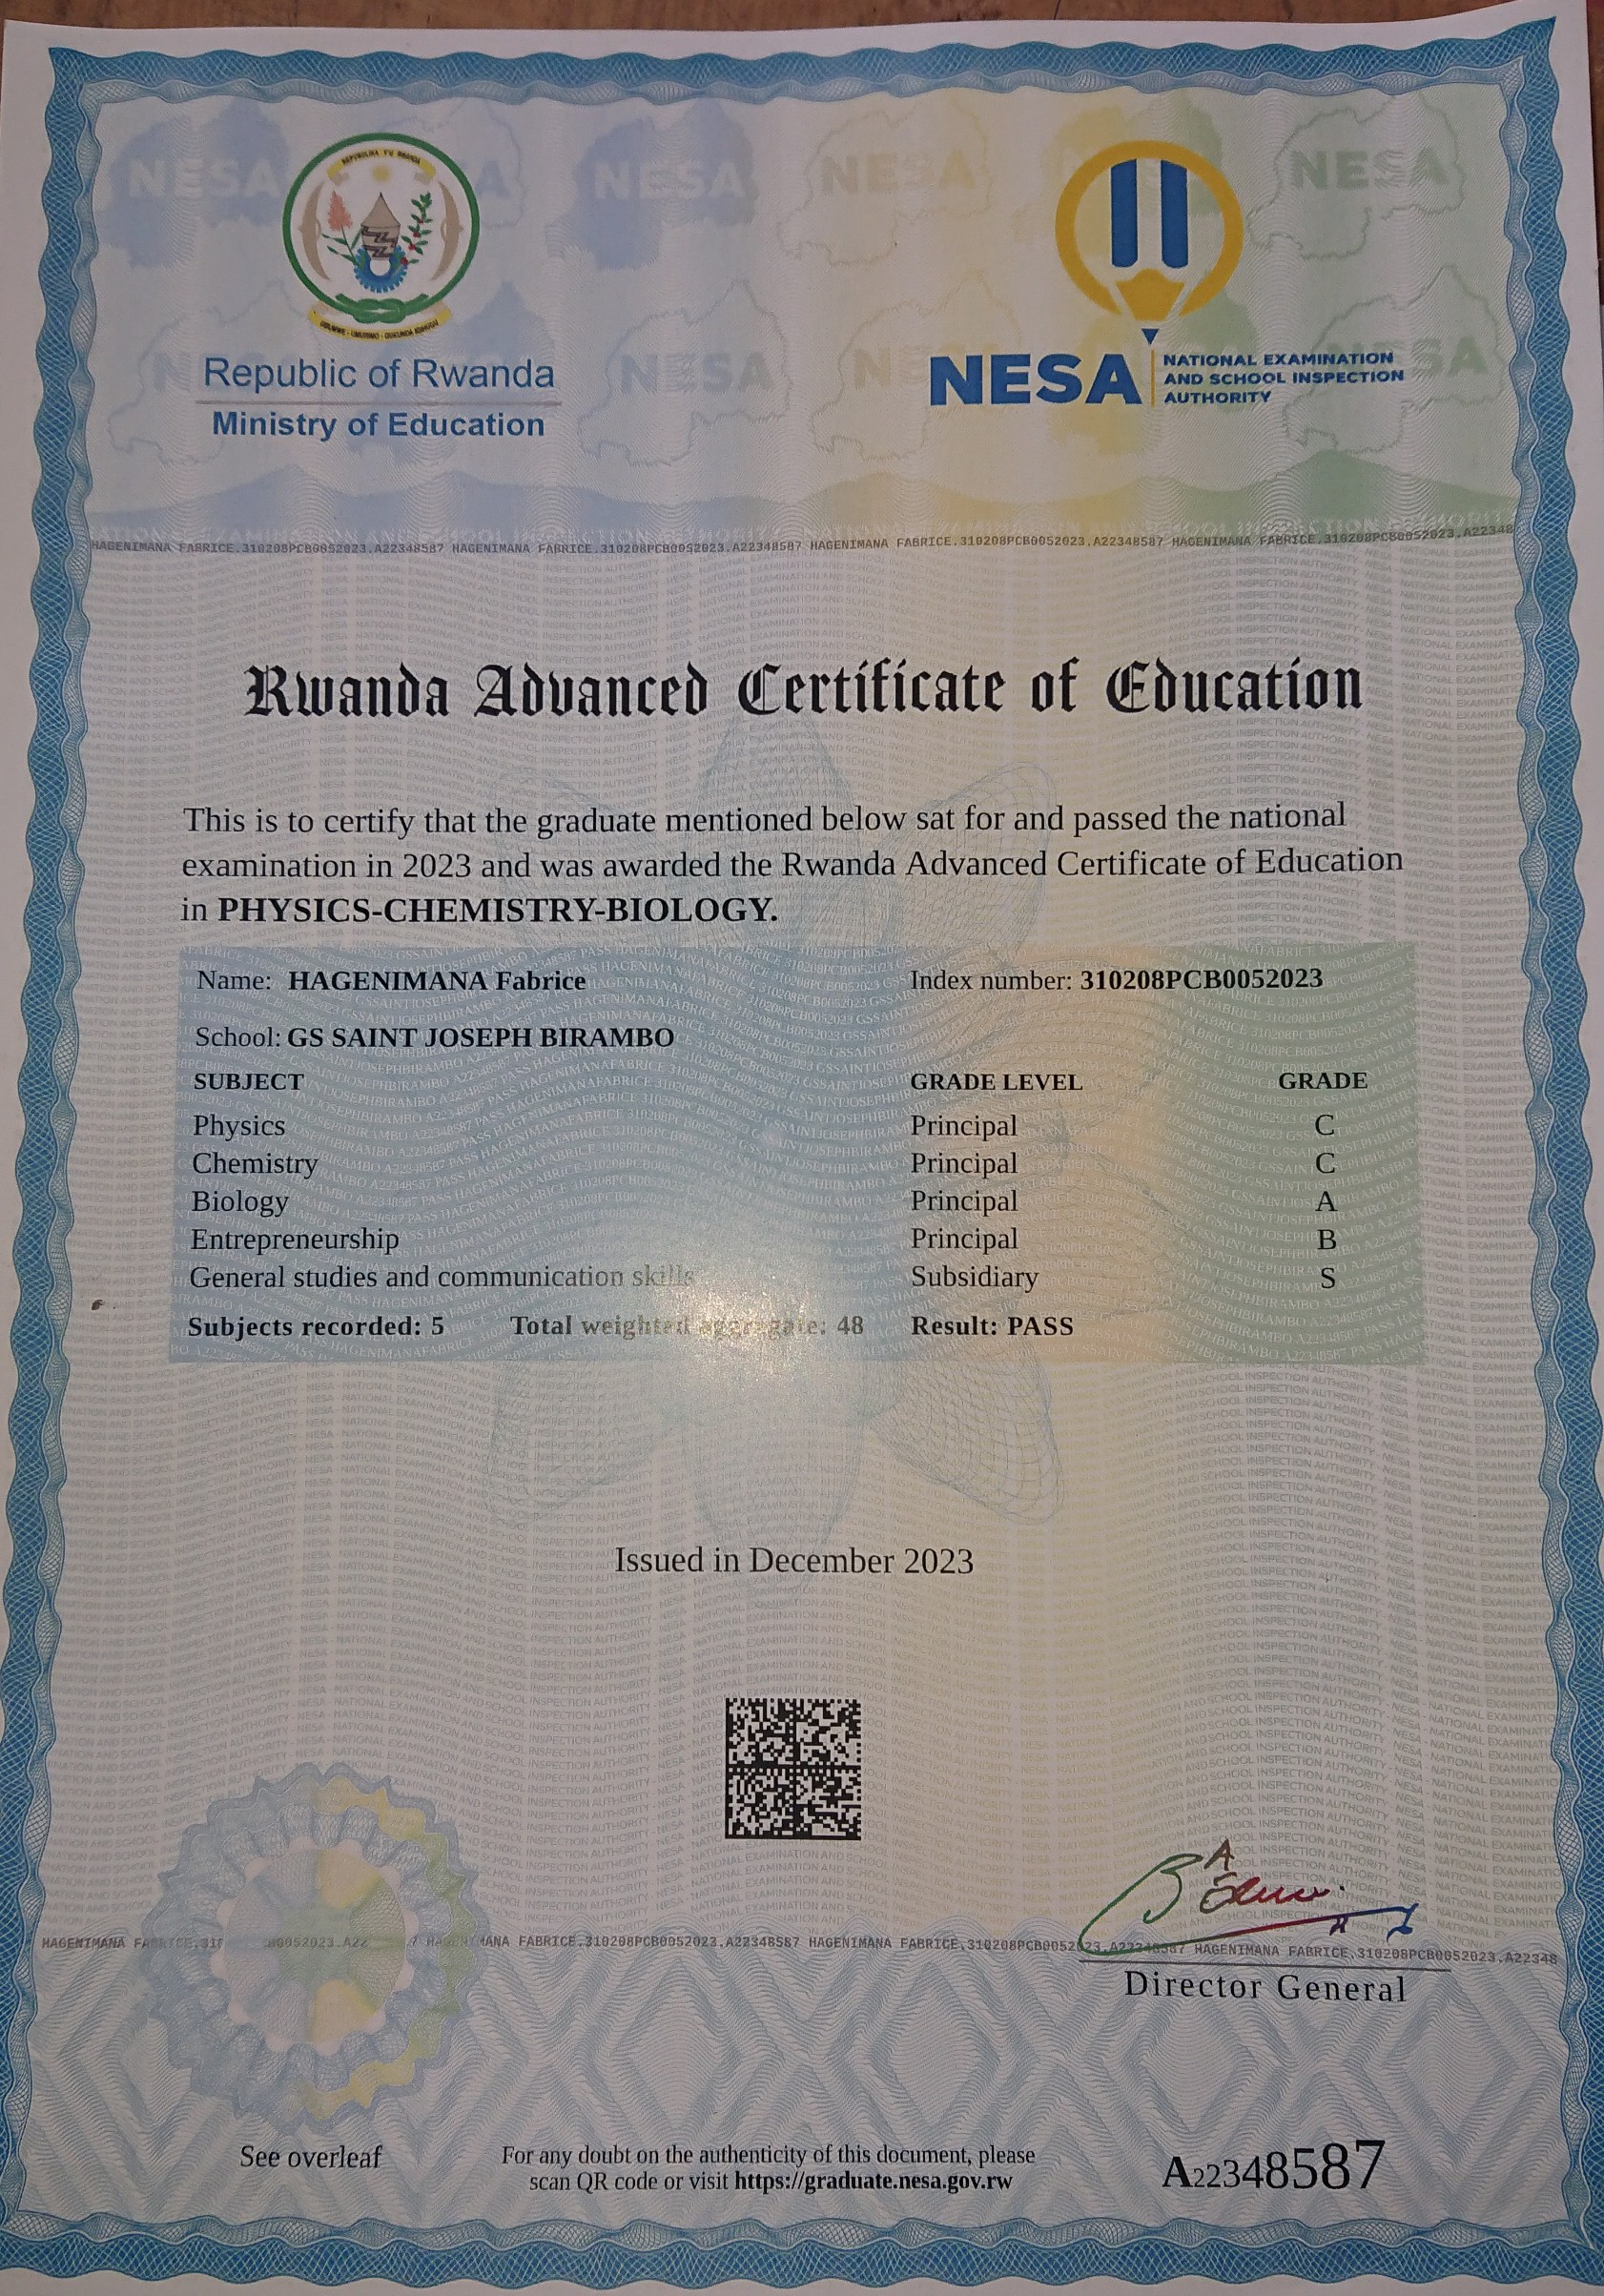 REPUBULIKA Y'U RWANDA
UBUMWE - UMURIMO - GUKUNDA IGIHUGU
Republic of Rwanda
Ministry of Education
NESA
NATIONAL EXAMINATION
AND SCHOOL INSPECTION
AUTHORITY
HAGENIMANA FABRICE.310208PCB0052023.A22348587 HAGENIMANA FABRICE.310208PCB0052023.A22348587 HAGENIMANA FABRICE.310208PCB0052023.A22348587 HAGENIMANA FABRICE.310208PCB0052023.A22348
Rwanda Advanced Certificate of Education
This is to certify that the graduate mentioned below sat for and passed the national
examination in 2023 and was awarded the Rwanda Advanced Certificate of Education
in PHYSICS-CHEMISTRY-BIOLOGY.
Name: HAGENIMANA Fabrice Index number: 310208PCB0052023
School: GS SAINT JOSEPH BIRAMBO
SUBJECT GRADE LEVEL GRADE
Physics Principal C
Chemistry Principal C
Biology Principal A
Entrepreneurship Principal B
General studies and communication skills Subsidiary S
Subjects recorded: 5 Total weighted aggregate: 48 Result: PASS
Issued in December 2023
HAGENIMANA FABRICE.310208PCB0052023.A22348587 HAGENIMANA FABRICE.310208PCB0052023.A22348587 HAGENIMANA FABRICE.310208PCB0052023.A22348587 HAGENIMANA FABRICE.310208PCB0052023.A22348
Director General
See overleaf
For any doubt on the authenticity of this document, please
scan QR code or visit https://graduate.nesa.gov.rw
A22348587